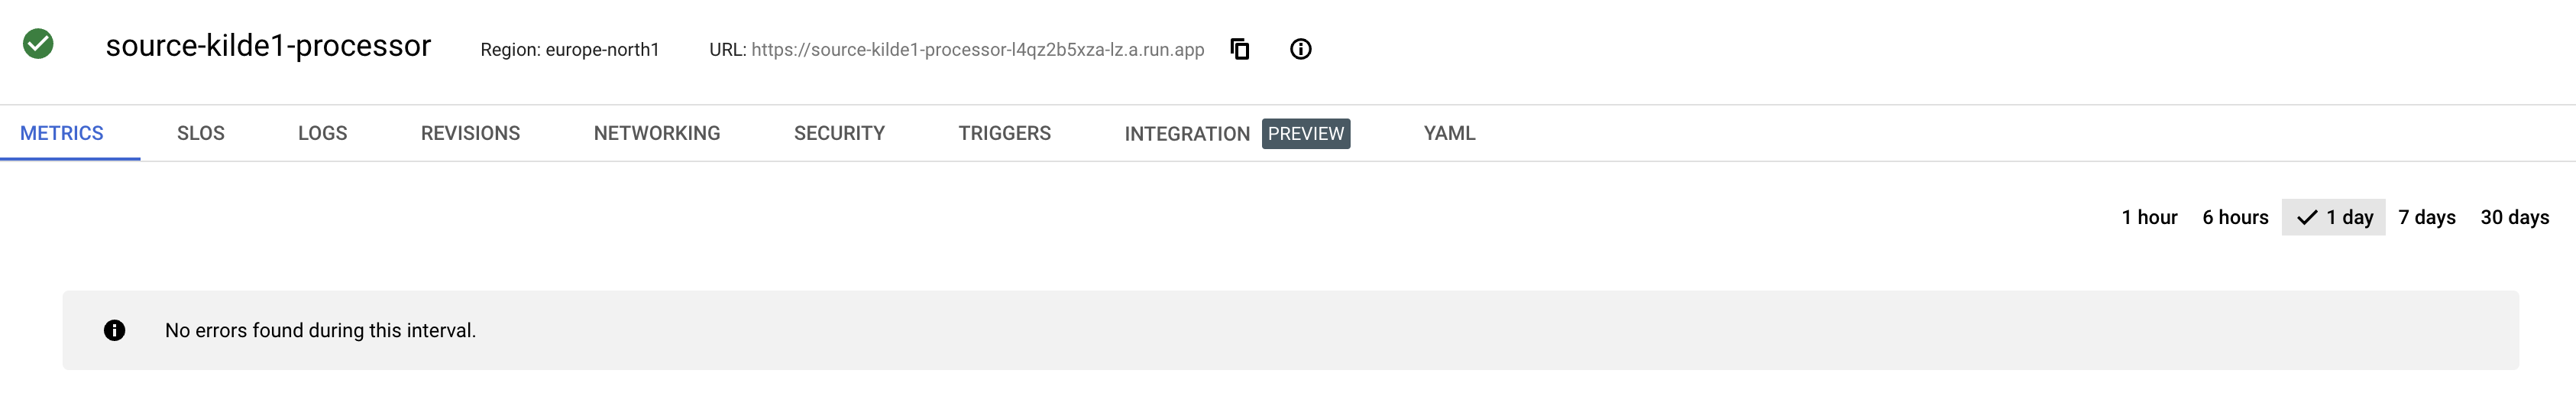 source-kilde1-processor Region: europe-north1 URL: https://source-kilde1-processor-l4qz2b5xza-lz.a.run.app
METRICS SLOS LOGS REVISIONS NETWORKING SECURITY TRIGGERS INTEGRATION PREVIEW YAML
1 hour 6 hours 1 day 7 days 30 days
No errors found during this interval.